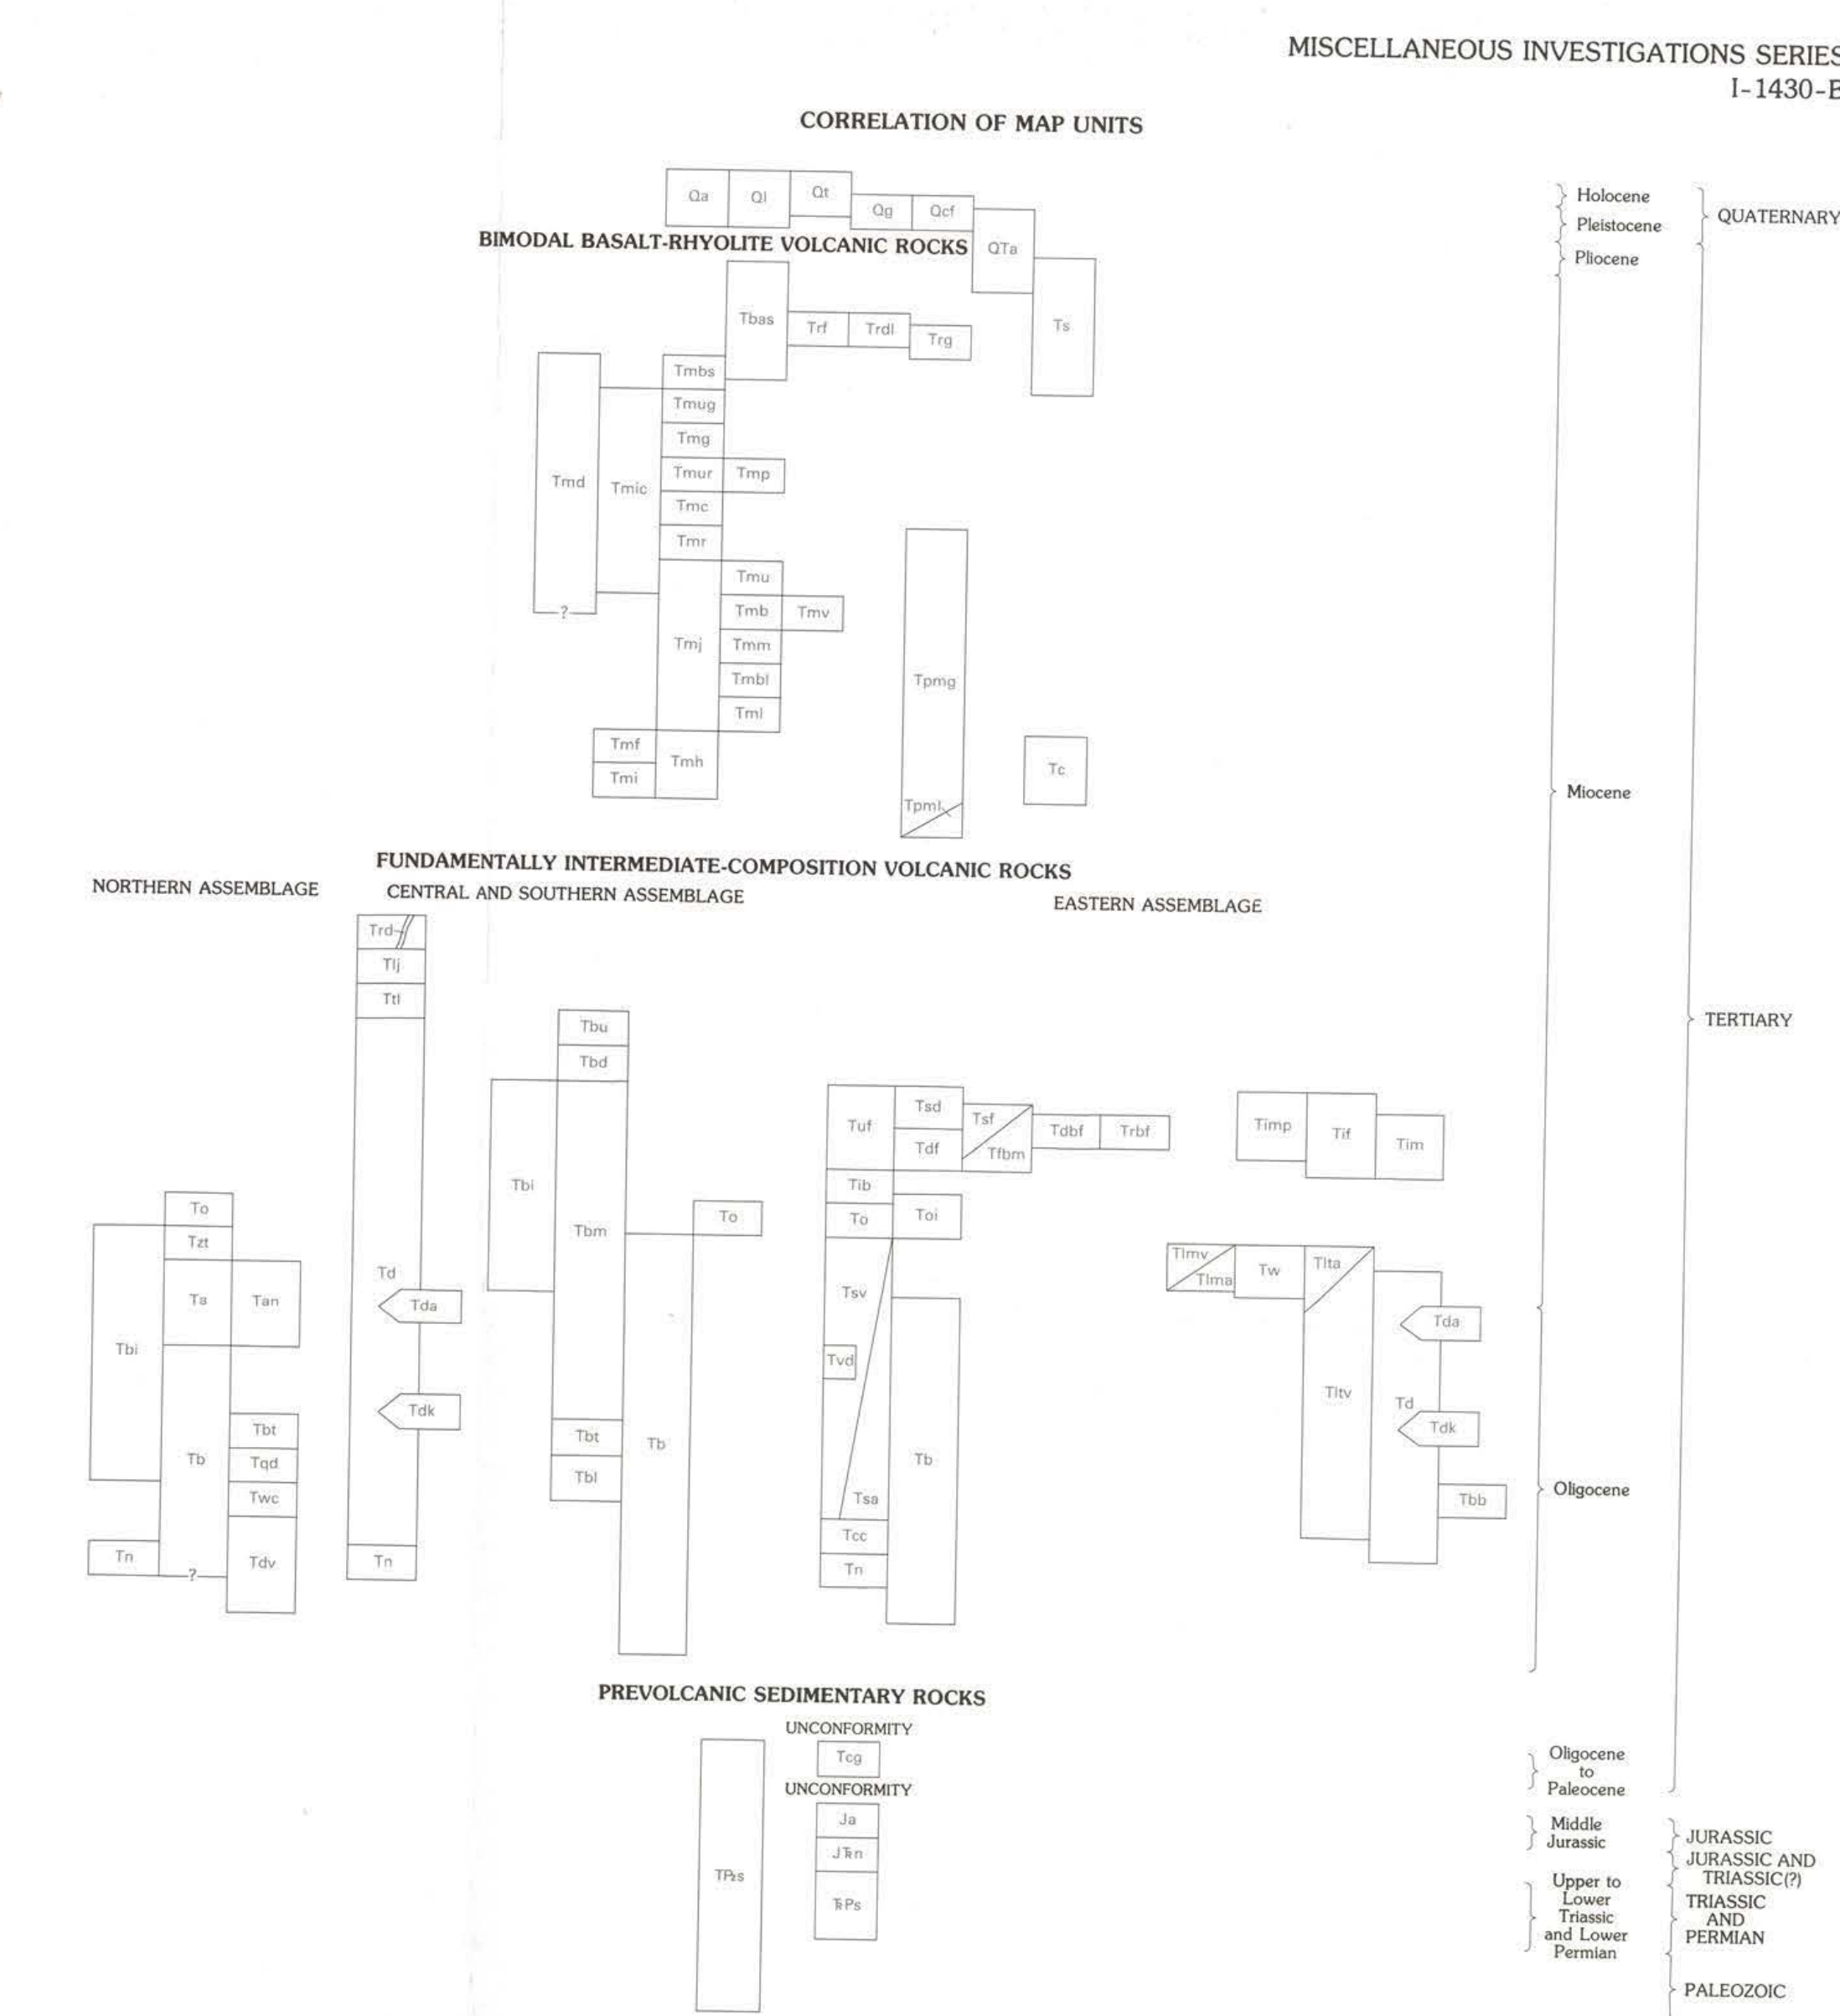 MISCELLANEOUS INVESTIGATIONS SERIES
I-1430-B
CORRELATION OF MAP UNITS
Qa
Ql
Qt
Qg
Qcf
QTa
Ts
Holocene
Pleistocene
Pliocene
QUATERNARY
BIMODAL BASALT-RHYOLITE VOLCANIC ROCKS
Tbas
Trf
Trdl
Trg
Tmd
Tmic
Tmbs
Tmug
Tmg
Tmur
Tmp
Tmc
Tmr
Tmj
Tmu
Tmb
Tmv
Tmm
Tmbl
Tml
Tmf
Tmi
Tmh
?
Tpmg
Tpml
Tc
Miocene
TERTIARY
FUNDAMENTALLY INTERMEDIATE-COMPOSITION VOLCANIC ROCKS
NORTHERN ASSEMBLAGE
CENTRAL AND SOUTHERN ASSEMBLAGE
EASTERN ASSEMBLAGE
To
Tzt
Ta
Tan
Tbi
Tb
Tbt
Tqd
Twc
Tdv
Tn
?
Trd
Tlj
Ttl
Td
Tda
Tdk
Tn
Tbu
Tbd
Tbi
Tbm
To
Tbt
Tbl
Tb
Tuf
Tsd
Tdf
Tsf
Tfbm
Tdbf
Trbf
Tib
To
Toi
Tsv
Tvd
Tsa
Tb
Tcc
Tn
Timp
Tif
Tim
Tlmv
Tlma
Tw
Tlta
Tltv
Td
Tda
Tdk
Tbb
Oligocene
PREVOLCANIC SEDIMENTARY ROCKS
UNCONFORMITY
Tcg
UNCONFORMITY
Ja
J𝖳Rn
TRPs
TPzs
Oligocene
to
Paleocene
Middle
Jurassic
Upper to
Lower
Triassic
and Lower
Permian
JURASSIC
JURASSIC AND
TRIASSIC(?)
TRIASSIC
AND
PERMIAN
PALEOZOIC